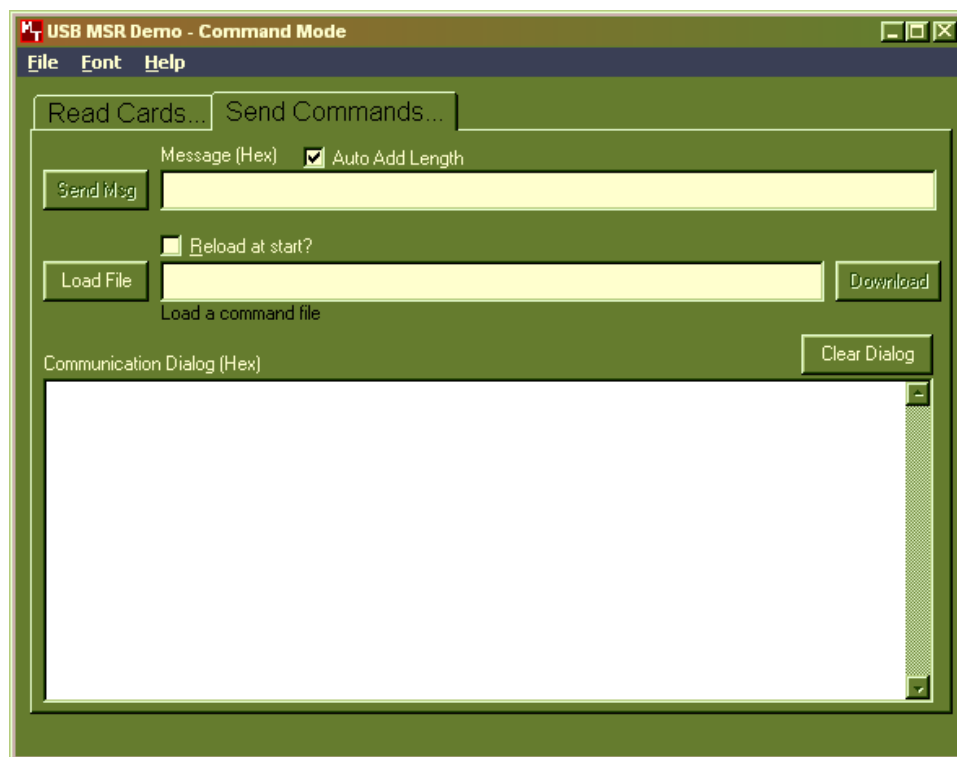 MT USB MSR Demo - Command Mode
File Font Help
Read Cards... Send Commands...
Message (Hex) Auto Add Length
Send Msg
Reload at start?
Load File Download
Load a command file
Clear Dialog
Communication Dialog (Hex)